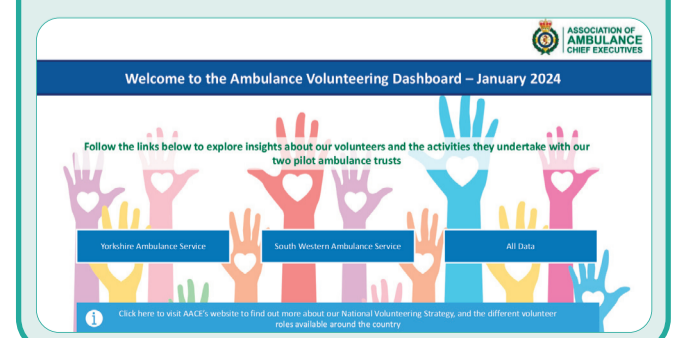 ASSOCIATION OF
AMBULANCE
CHIEF EXECUTIVES
Welcome to the Ambulance Volunteering Dashboard – January 2024
Follow the links below to explore insights about our volunteers and the activities they undertake with our
two pilot ambulance trusts
Yorkshire Ambulance Service
South Western Ambulance Service
All Data
i
Click here to visit AACE's website to find out more about our National Volunteering Strategy, and the different volunteer
roles available around the country